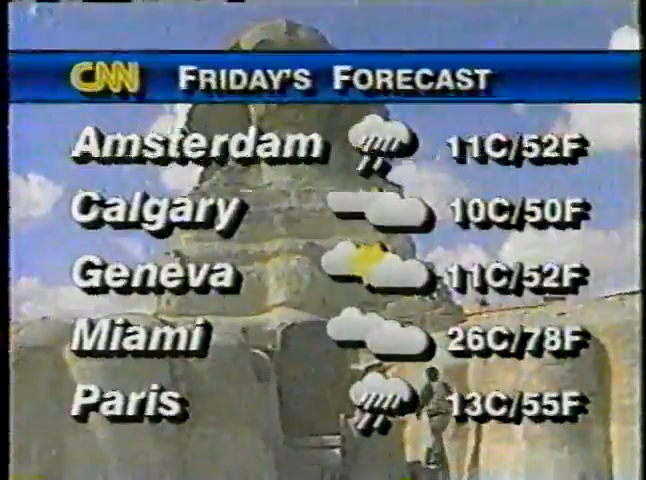 CNN FRIDAY'S FORECAST
Amsterdam 11C/52F
Calgary 10C/50F
Geneva 11C/52F
Miami 26C/78F
Paris 13C/55F